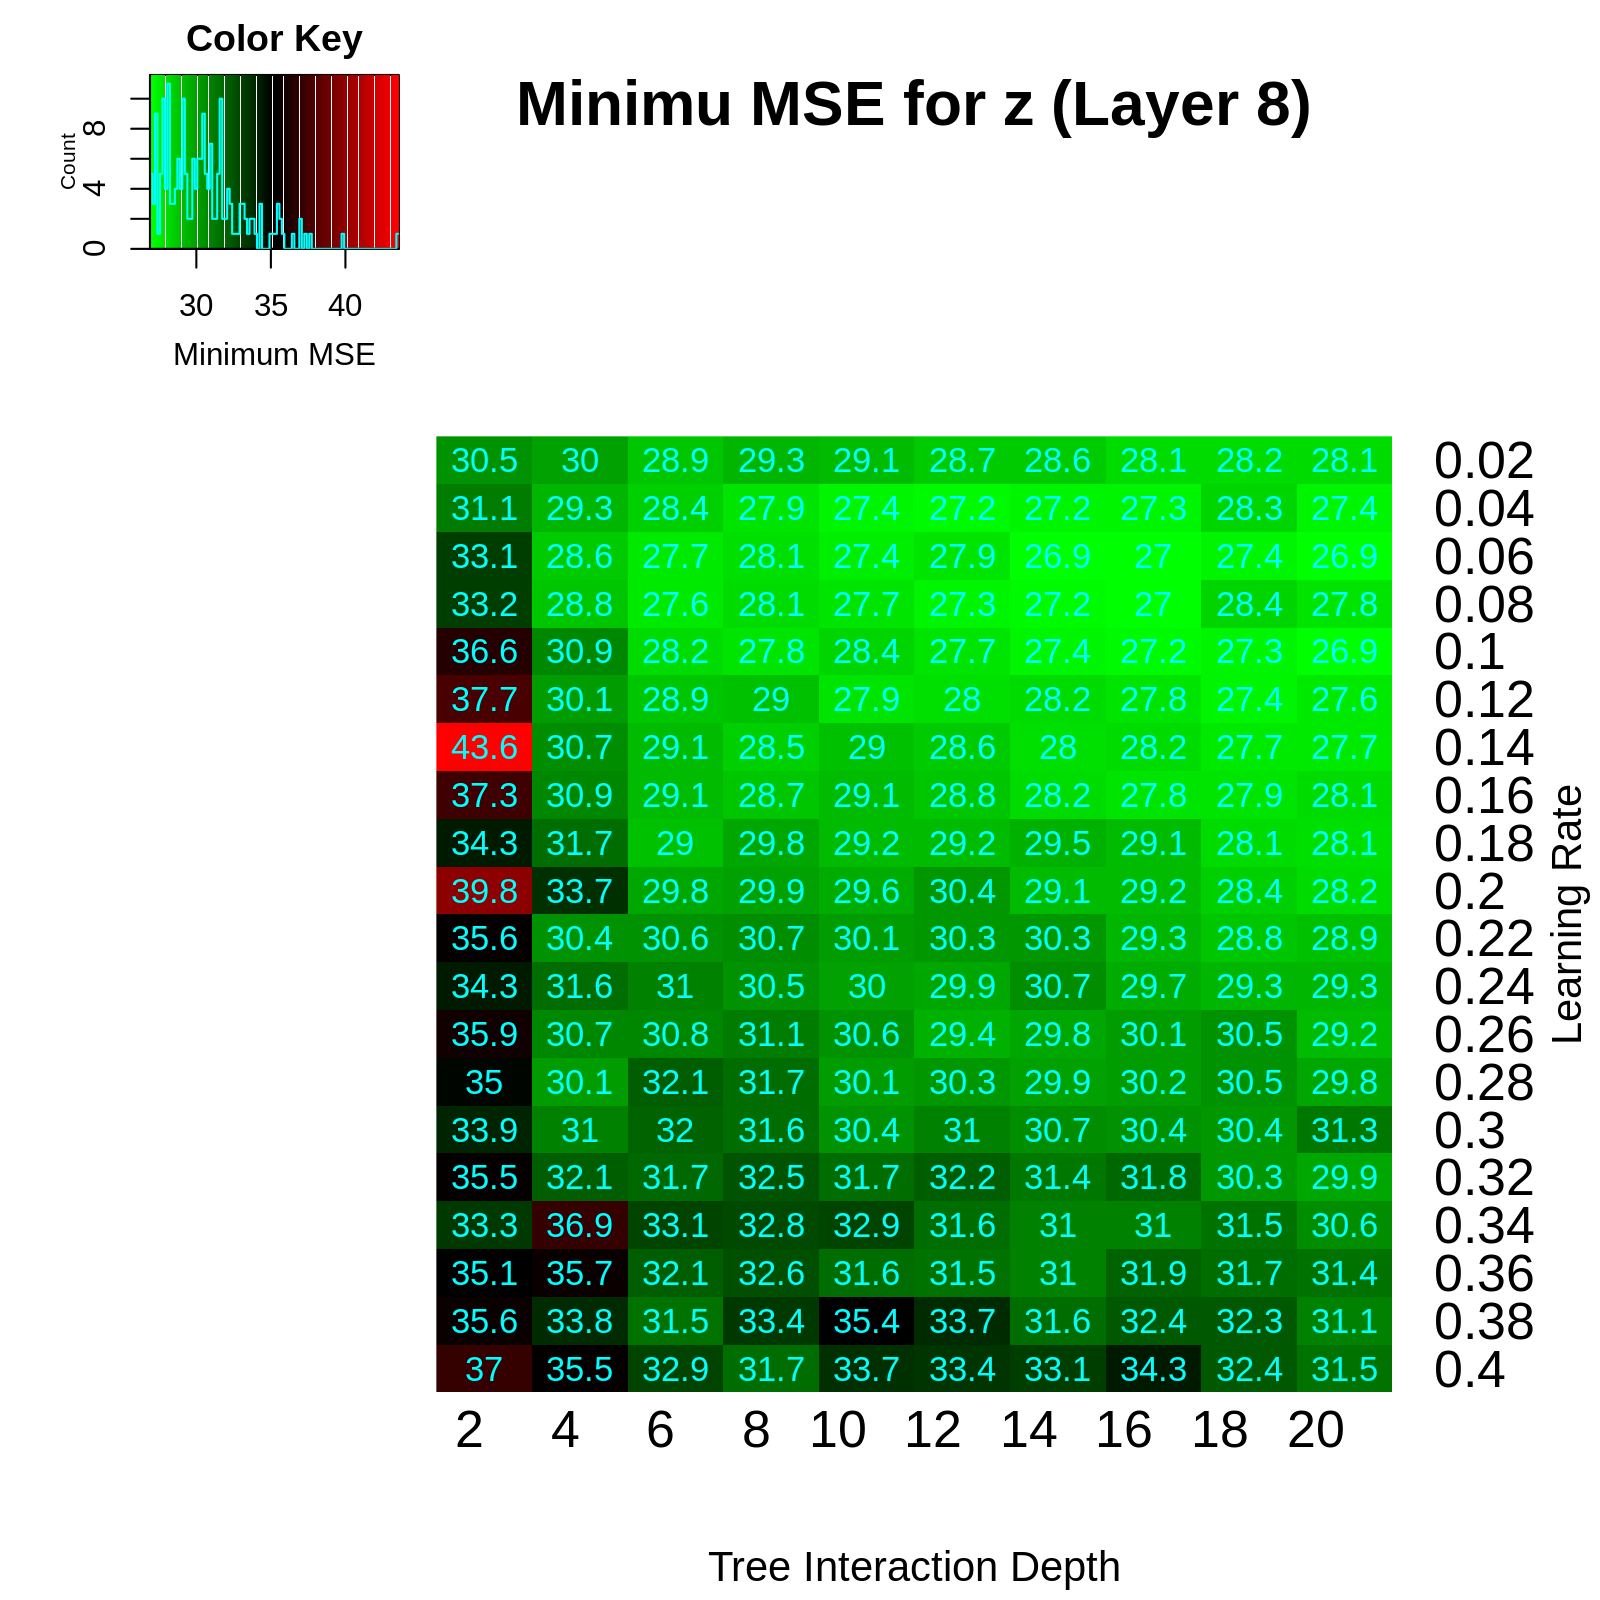 Color Key
Minimu MSE for z (Layer 8)
Count
0 4 8
30 35 40
Minimum MSE
30.5 30 28.9 29.3 29.1 28.7 28.6 28.1 28.2 28.1 0.02
31.1 29.3 28.4 27.9 27.4 27.2 27.2 27.3 28.3 27.4 0.04
33.1 28.6 27.7 28.1 27.4 27.9 26.9 27 27.4 26.9 0.06
33.2 28.8 27.6 28.1 27.7 27.3 27.2 27 28.4 27.8 0.08
36.6 30.9 28.2 27.8 28.4 27.7 27.4 27.2 27.3 26.9 0.1
37.7 30.1 28.9 29 27.9 28 28.2 27.8 27.4 27.6 0.12
43.6 30.7 29.1 28.5 29 28.6 28 28.2 27.7 27.7 0.14
37.3 30.9 29.1 28.7 29.1 28.8 28.2 27.8 27.9 28.1 0.16
34.3 31.7 29 29.8 29.2 29.2 29.5 29.1 28.1 28.1 0.18
39.8 33.7 29.8 29.9 29.6 30.4 29.1 29.2 28.4 28.2 0.2
35.6 30.4 30.6 30.7 30.1 30.3 30.3 29.3 28.8 28.9 0.22
34.3 31.6 31 30.5 30 29.9 30.7 29.7 29.3 29.3 0.24
35.9 30.7 30.8 31.1 30.6 29.4 29.8 30.1 30.5 29.2 0.26
35 30.1 32.1 31.7 30.1 30.3 29.9 30.2 30.5 29.8 0.28
33.9 31 32 31.6 30.4 31 30.7 30.4 30.4 31.3 0.3
35.5 32.1 31.7 32.5 31.7 32.2 31.4 31.8 30.3 29.9 0.32
33.3 36.9 33.1 32.8 32.9 31.6 31 31 31.5 30.6 0.34
35.1 35.7 32.1 32.6 31.6 31.5 31 31.9 31.7 31.4 0.36
35.6 33.8 31.5 33.4 35.4 33.7 31.6 32.4 32.3 31.1 0.38
37 35.5 32.9 31.7 33.7 33.4 33.1 34.3 32.4 31.5 0.4
Learning Rate
2 4 6 8 10 12 14 16 18 20
Tree Interaction Depth